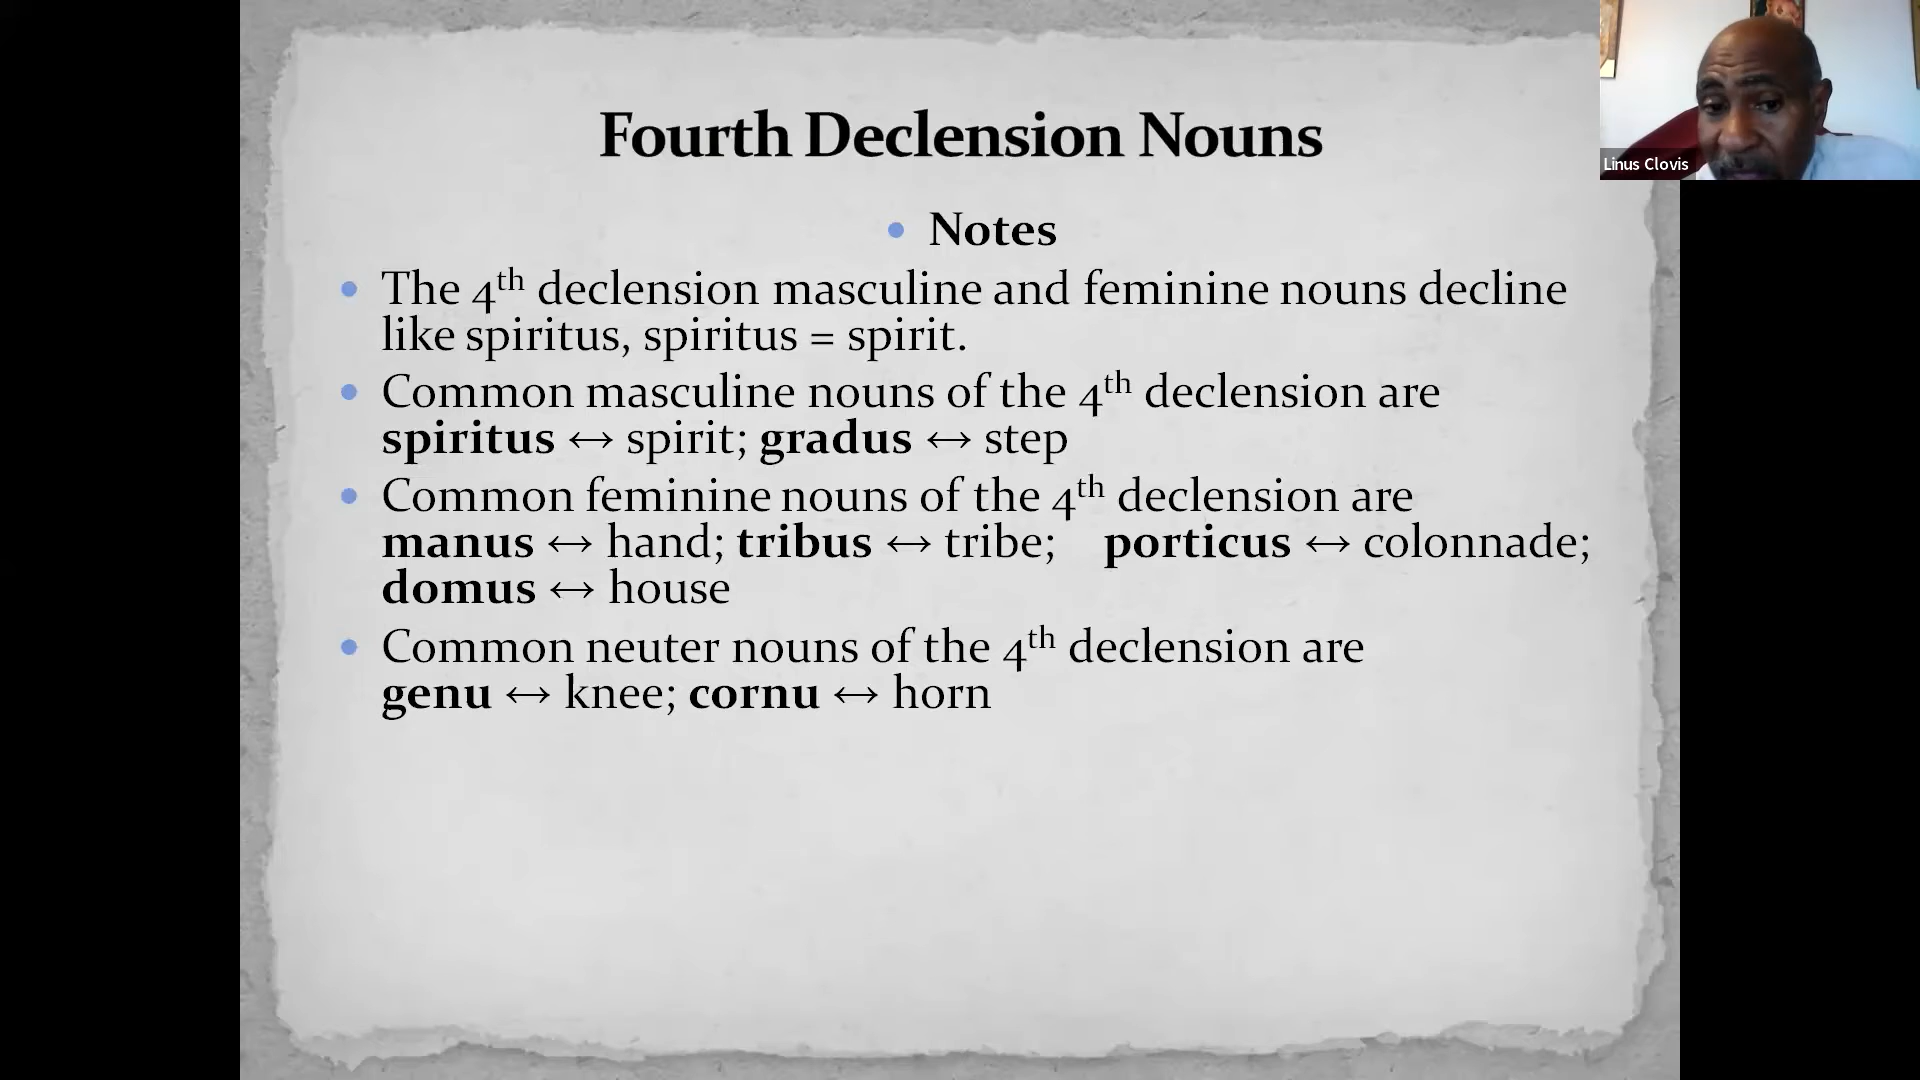 Fourth Declension Nouns
Linus Clovis
• Notes
• The 4th declension masculine and feminine nouns decline
like spiritus, spiritus = spirit.
• Common masculine nouns of the 4th declension are
spiritus ↔ spirit; gradus ↔ step
• Common feminine nouns of the 4th declension are
manus ↔ hand; tribus ↔ tribe; porticus ↔ colonnade;
domus ↔ house
• Common neuter nouns of the 4th declension are
genu ↔ knee; cornu ↔ horn